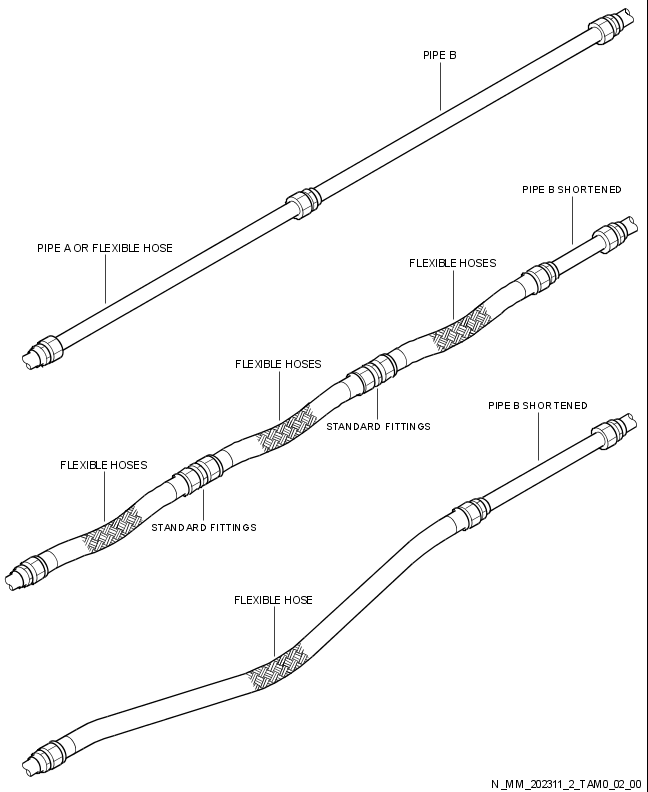 PIPE B
PIPE B SHORTENED
PIPE A OR FLEXIBLE HOSE
FLEXIBLE HOSES
FLEXIBLE HOSES
PIPE B SHORTENED
STANDARD FITTINGS
FLEXIBLE HOSES
STANDARD FITTINGS
FLEXIBLE HOSE
N_MM_202311_2_TAM0_02_00